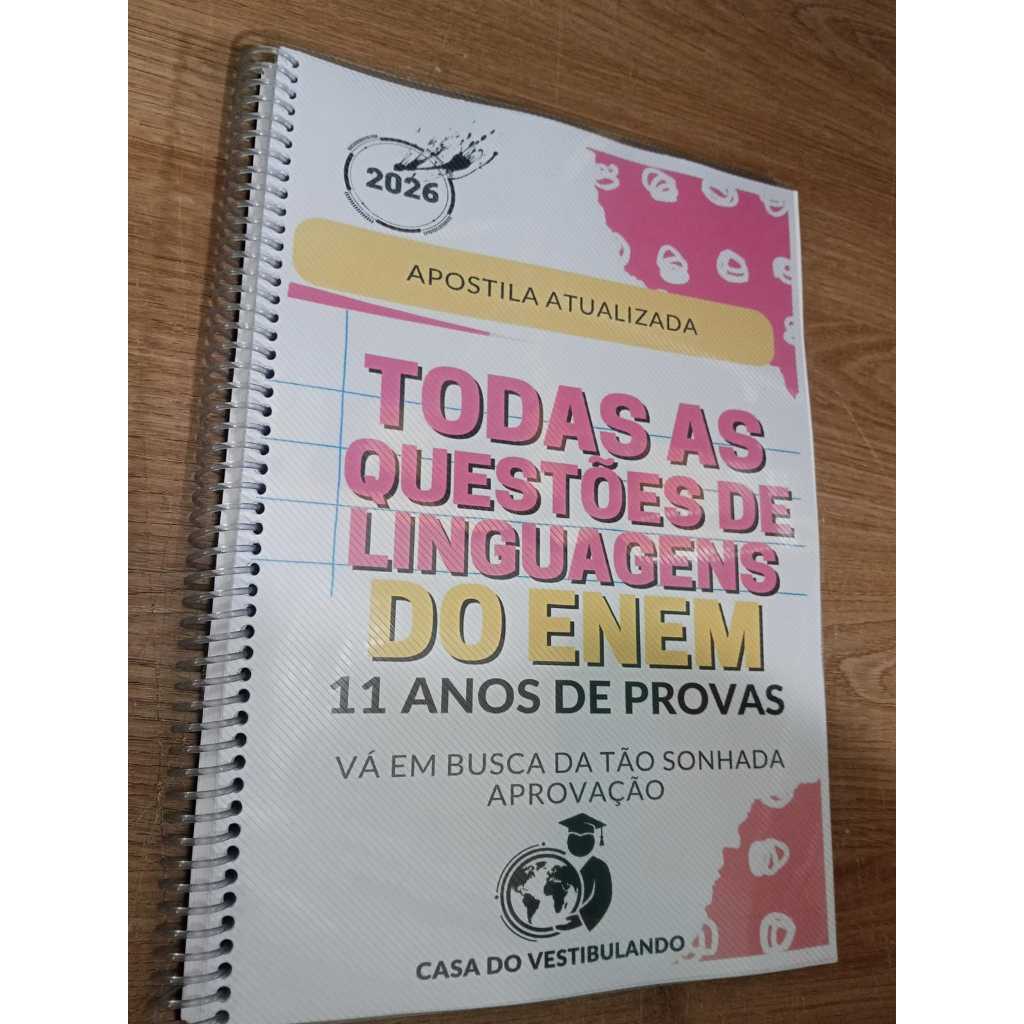 2026
APOSTILA ATUALIZADA
TODAS AS
QUESTÕES DE
LINGUAGENS
DO ENEM
11 ANOS DE PROVAS
VÁ EM BUSCA DA TÃO SONHADA
APROVAÇÃO
CASA DO VESTIBULANDO